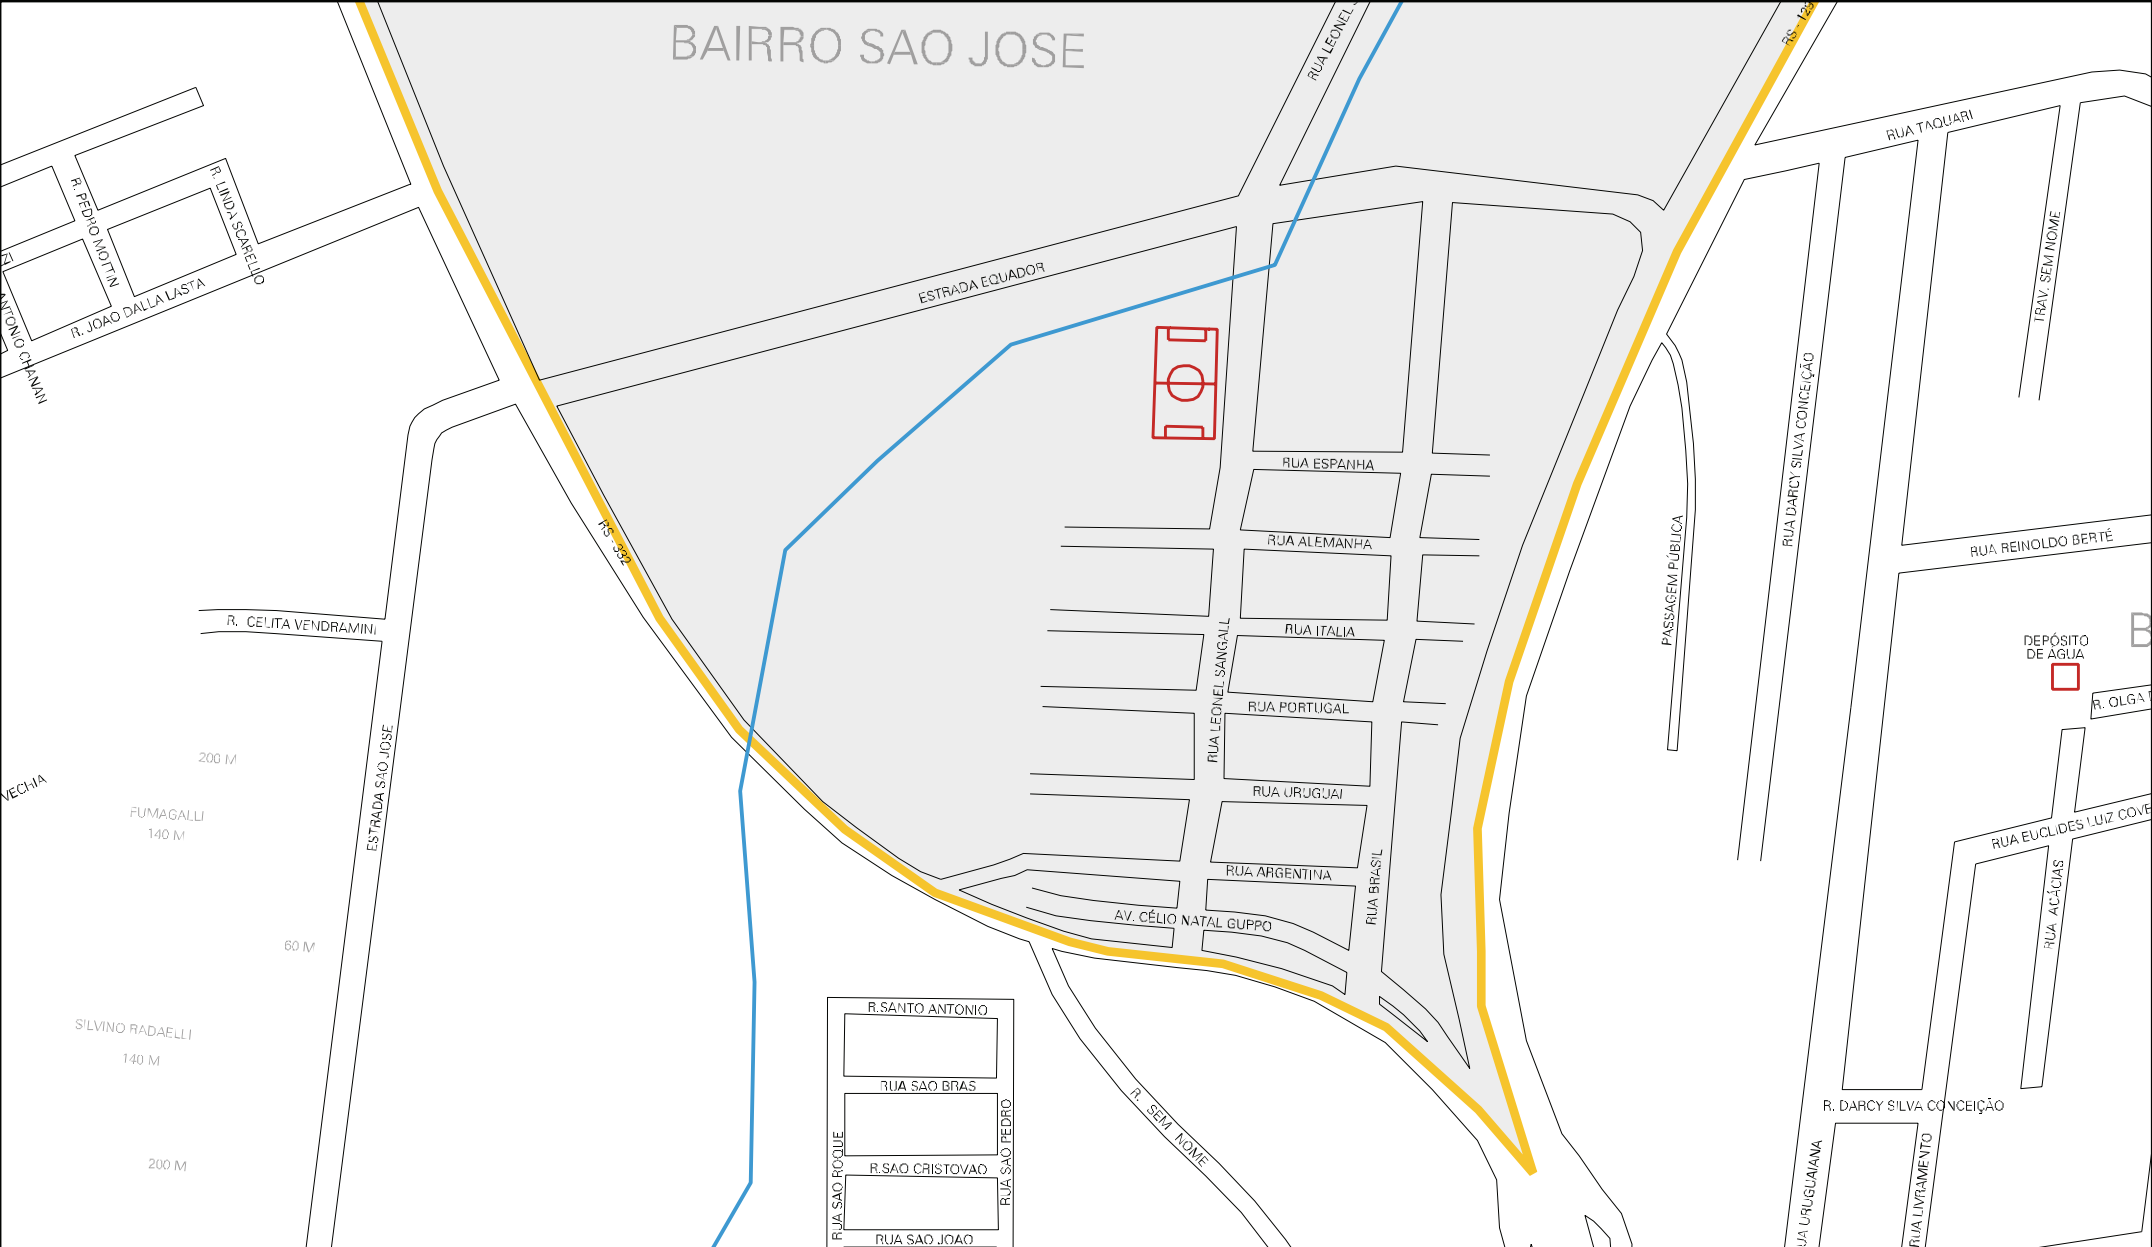 BAIRRO SAO JOSE
RUA LEONEL
RS - 129
RUA TAQUARI
R. PEDRO MOTTIN
R. LINDA SCARELLO
R. JOAO DALLA LASTA
ANTONIO CHANAN
ESTRADA EQUADOR
TRAV. SEM NOME
RUA DARCY SILVA CONCEIÇÃO
RUA ESPANHA
RUA ALEMANHA
RUA ITALIA
RUA PORTUGAL
RUA URUGUAI
RUA ARGENTINA
AV. CÉLIO NATAL GUPPO
RUA LEONEL SANGALL
RUA BRASIL
RS - 332
PASSAGEM PÚBLICA
RUA REINOLDO BERTÉ
B
DEPÓSITO
DE ÁGUA
R. OLGA
R. CELITA VENDRAMINI
ESTRADA SAO JOSE
200 M
VECHIA
FUMAGALLI
140 M
60 M
SILVINO RADAELLI
140 M
200 M
RUA EUCLIDES LUIZ COVE
RUA ACÁCIAS
R.SANTO ANTONIO
RUA SAO BRAS
R.SAO CRISTOVAO
RUA SAO JOAO
RUA SAO ROQUE
RUA SAO PEDRO
R. SEM NOME
R. DARCY SILVA CONCEIÇÃO
UA URUGUAIANA
RUA LIVRAMENTO